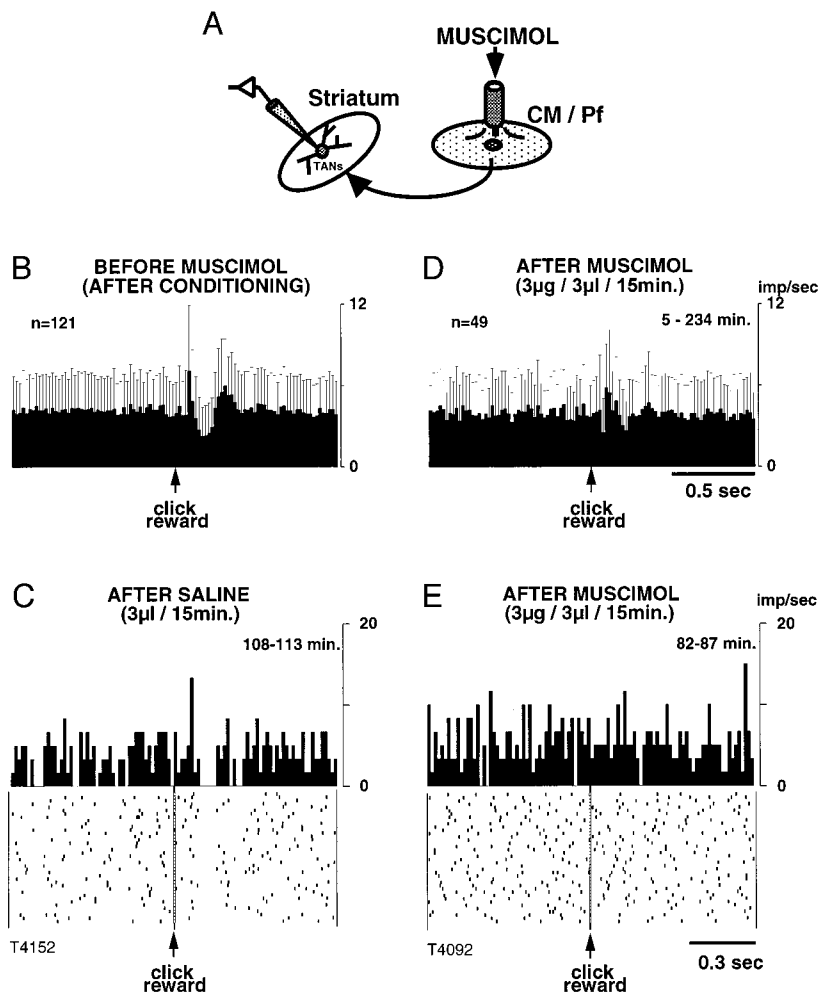 A
MUSCIMOL
Striatum
CM / Pf
TANs
B
BEFORE MUSCIMOL
(AFTER CONDITIONING)
n=121
12
0
click
reward
D
AFTER MUSCIMOL
(3µg / 3µl / 15min.)
imp/sec
12
n=49
5 - 234 min.
0
0.5 sec
click
reward
C
AFTER SALINE
(3µl / 15min.)
20
108-113 min.
0
T4152
click
reward
E
AFTER MUSCIMOL
(3µg / 3µl / 15min.)
imp/sec
20
82-87 min.
0
T4092
0.3 sec
click
reward